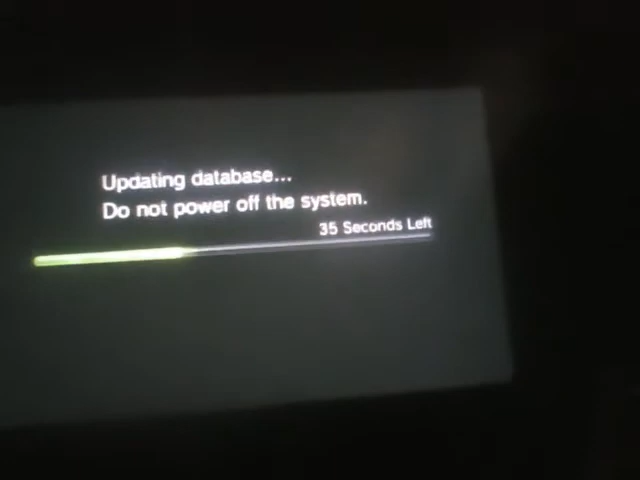 Updating database...
Do not power off the system.
35 Seconds Left